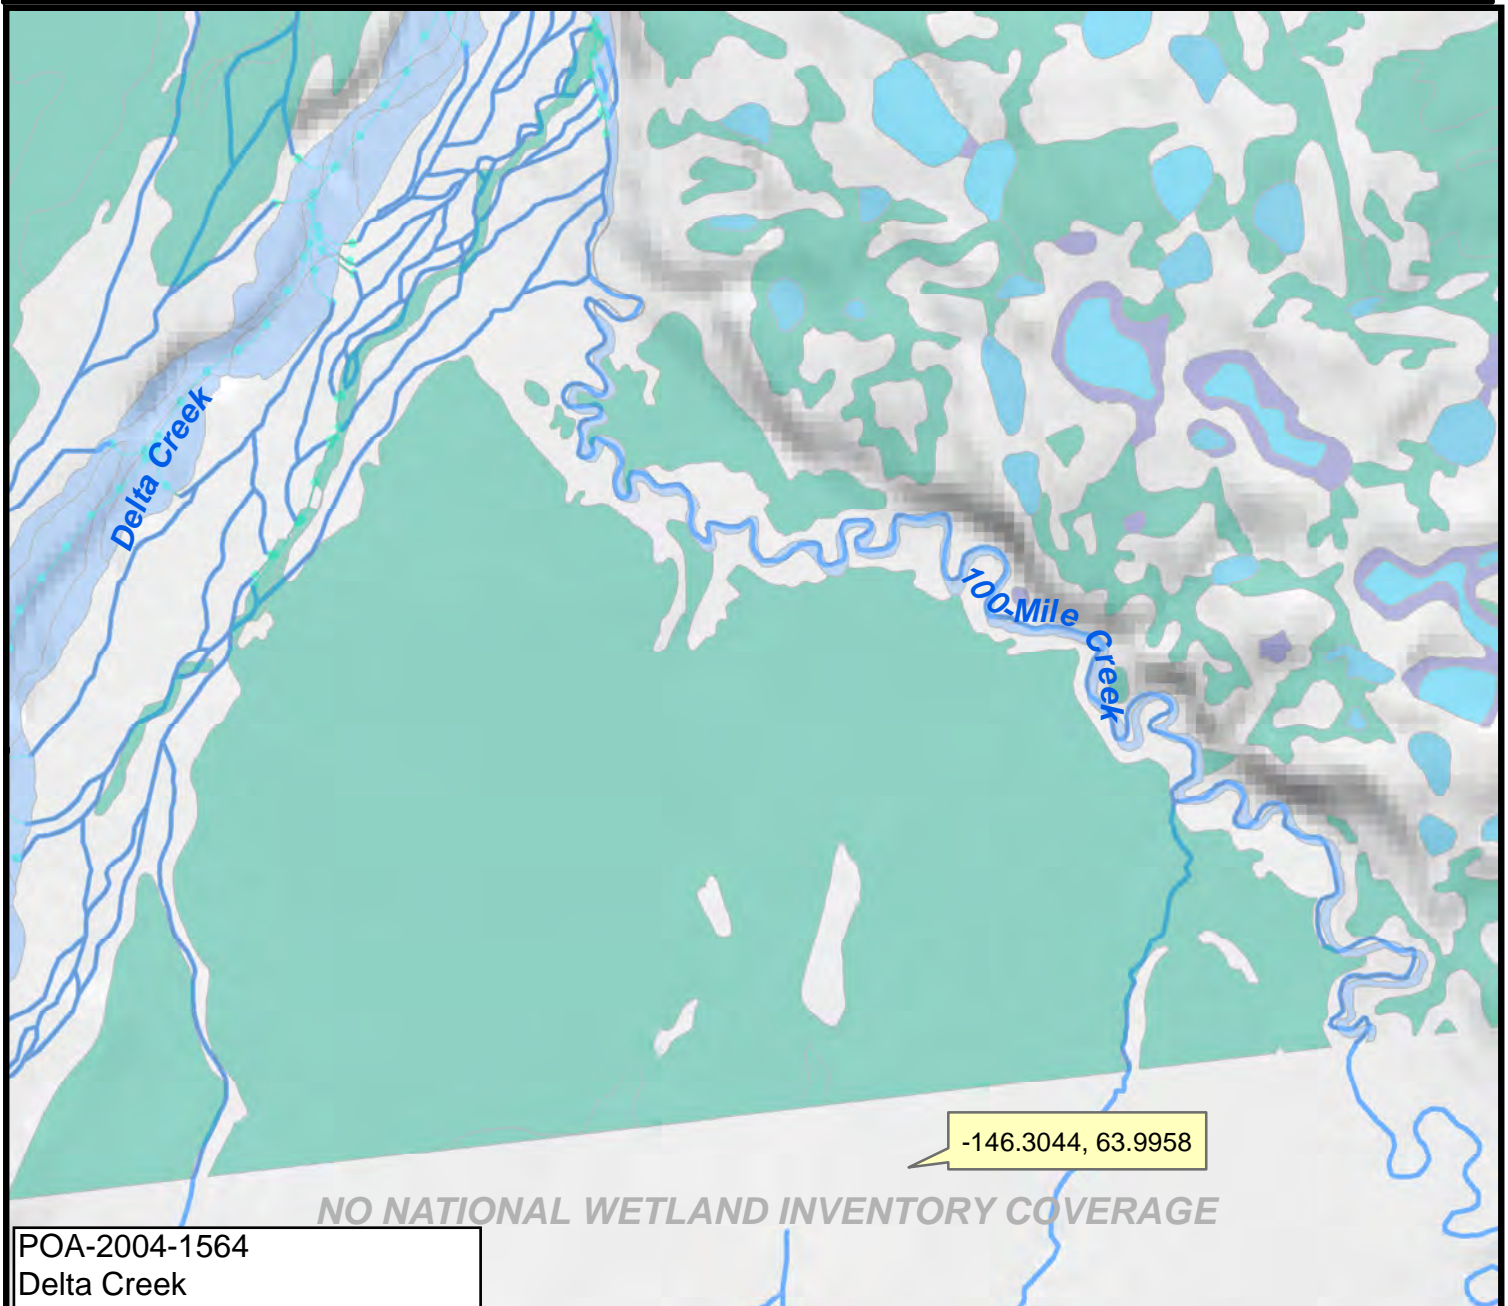 Delta Creek
100-Mile Creek
-146.3044, 63.9958
NO NATIONAL WETLAND INVENTORY COVERAGE
POA-2004-1564
Delta Creek